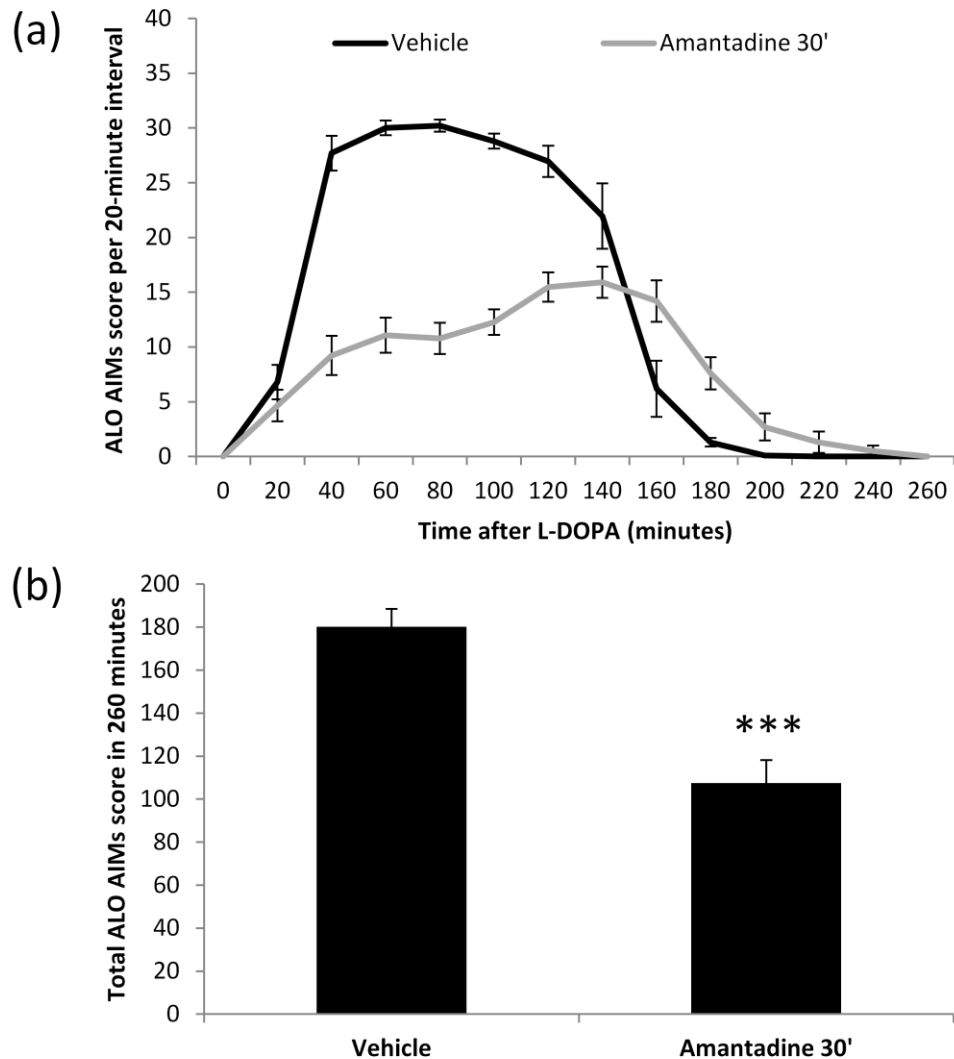 (a)
ALO AIMs score per 20-minute interval
40
35
30
25
20
15
10
5
0
Vehicle
Amantadine 30'
0 20 40 60 80 100 120 140 160 180 200 220 240 260
Time after L-DOPA (minutes)
(b)
Total ALO AIMs score in 260 minutes
200
180
160
140
120
100
80
60
40
20
0
***
Vehicle Amantadine 30'